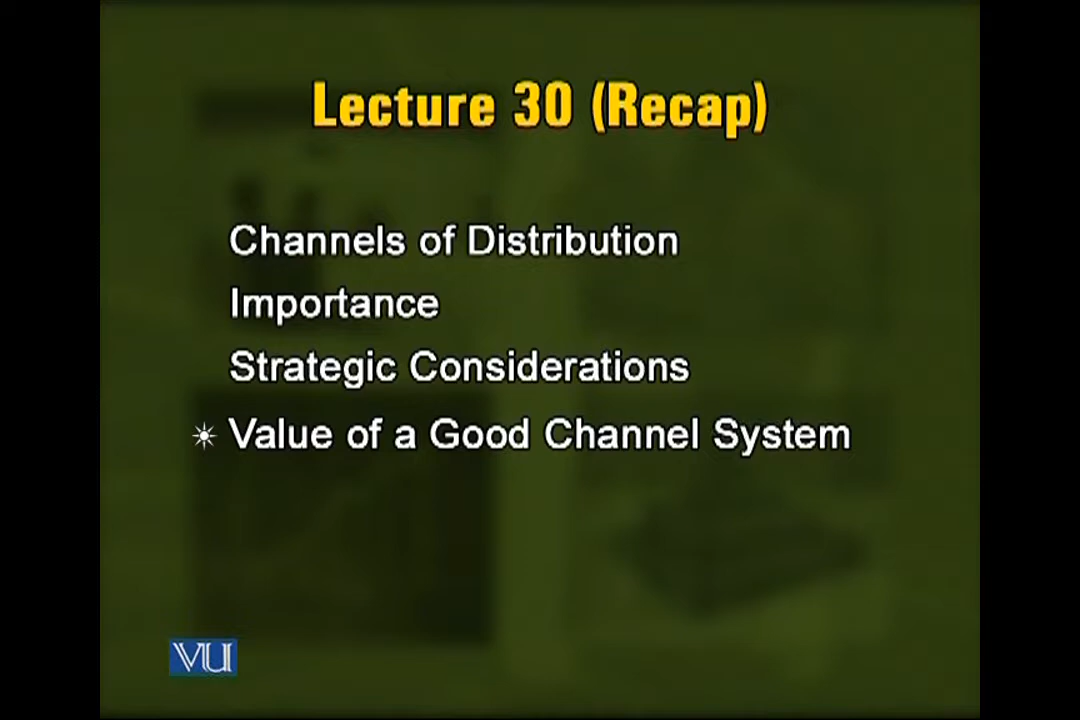 Lecture 30 (Recap)
Channels of Distribution
Importance
Strategic Considerations
Value of a Good Channel System
VU